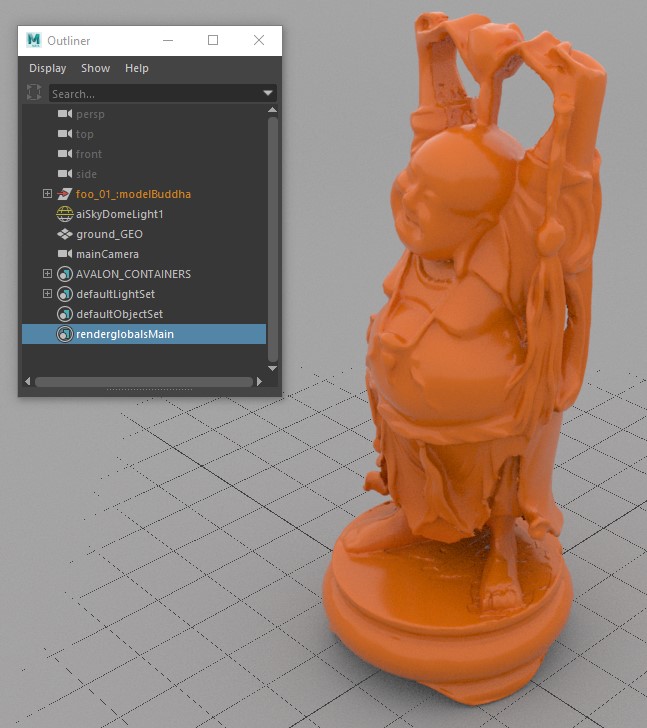 Outliner
Display Show Help
Search...
persp
top
front
side
foo_01_:modelBuddha
aiSkyDomeLight1
ground_GEO
mainCamera
AVALON_CONTAINERS
defaultLightSet
defaultObjectSet
renderglobalsMain